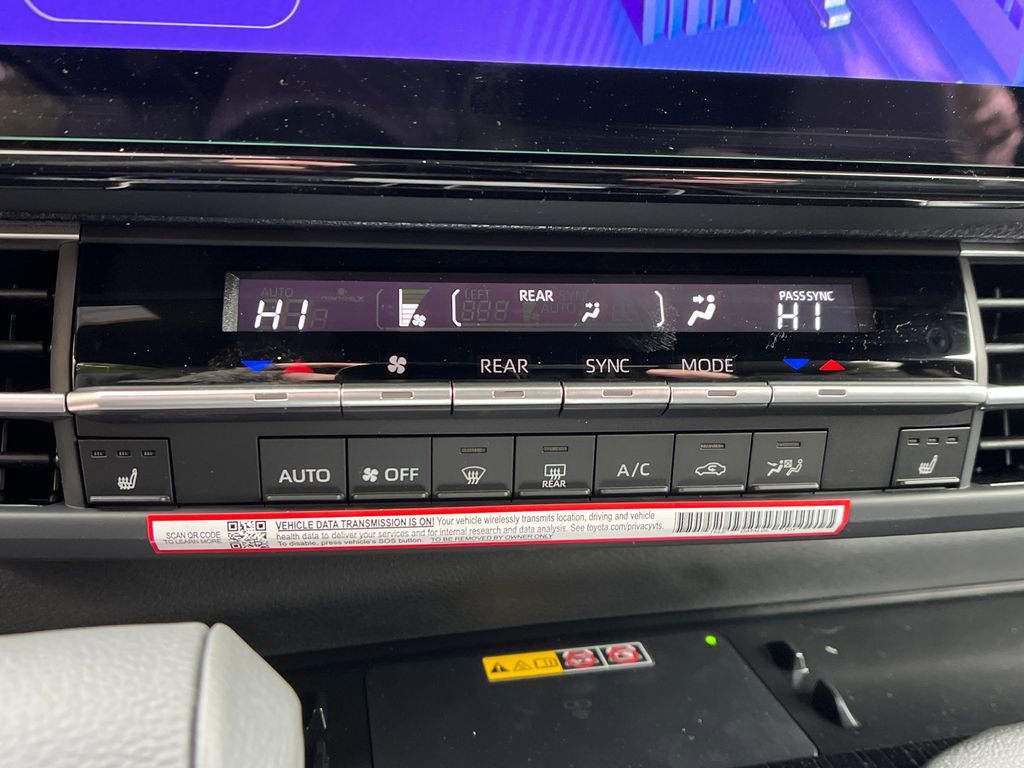 AUTO
HI
LEFT
REAR
SYNC
AUTO
PASS SYNC
HI
REAR
SYNC
MODE
AUTO
OFF
REAR
A/C
SCAN QR CODE
TO LEARN MORE
VEHICLE DATA TRANSMISSION IS ON! Your vehicle wirelessly transmits location, driving and vehicle
health data to deliver your services and for internal research and data analysis. See toyota.com/privacyvts.
To disable, press vehicle's SOS button. TO BE REMOVED BY OWNER ONLY